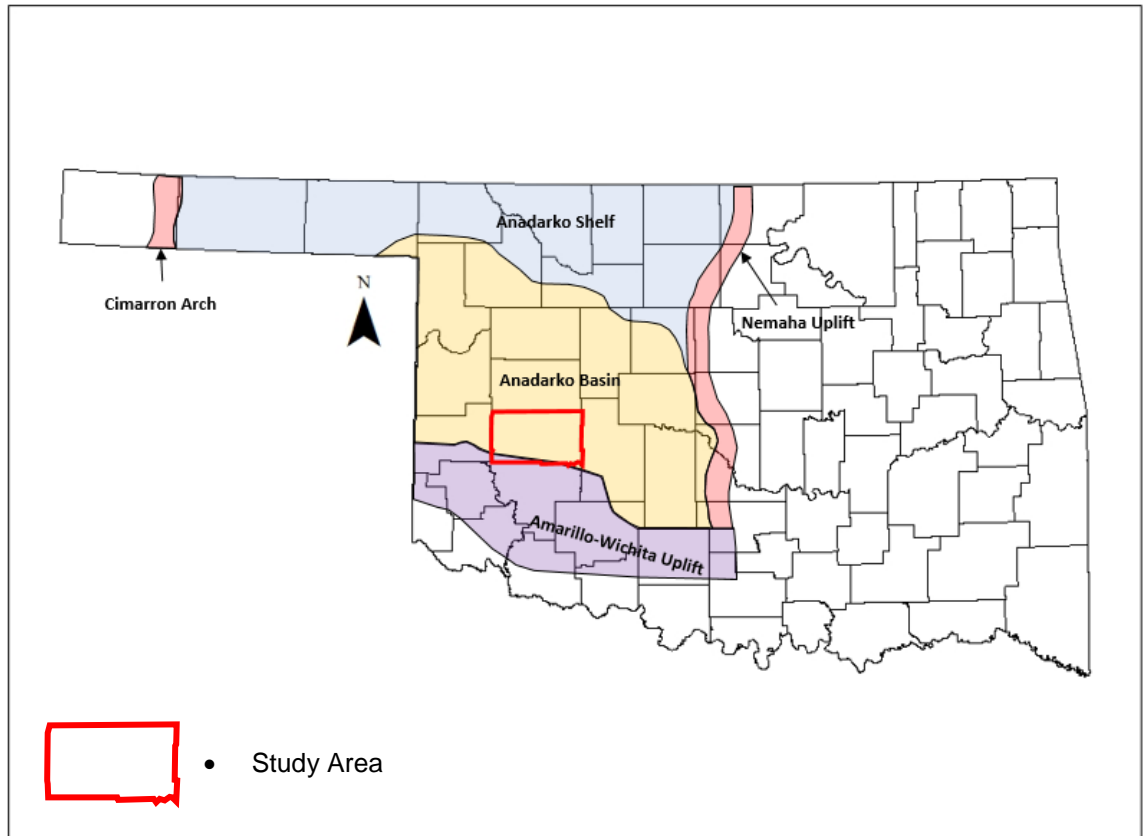 Anadarko Shelf
Cimarron Arch
N
Nemaha Uplift
Anadarko Basin
Amarillo-Wichita Uplift
• Study Area